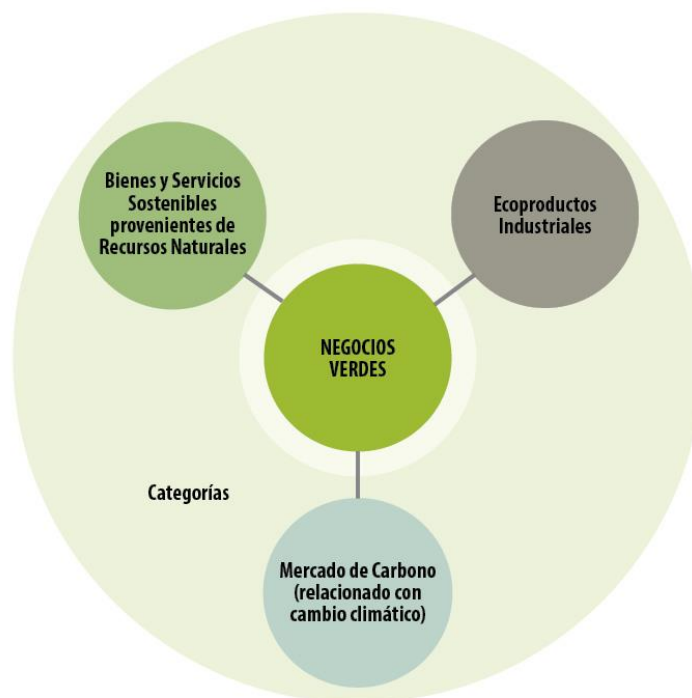 Bienes y Servicios
Sostenibles
provenientes de
Recursos Naturales
Ecoproductos
Industriales
NEGOCIOS
VERDES
Categorías
Mercado de Carbono
(relacionado con
cambio climático)